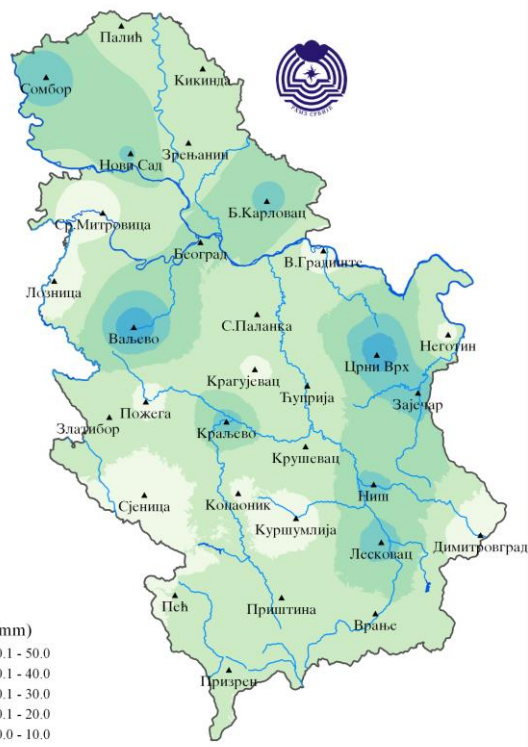 Палић
Кикинда
Сомбор
РХМЗ СРБИЈЕ
Нови Сад
Зрењанин
Б.Карловац
Ср.Митровица
Београд
В.Градиште
Лозница
С.Паланка
Ваљево
Неготин
Црни Врх
Крагујевац
Ћуприја
Зајечар
Пожега
Златибор
Краљево
Крушевац
Ниш
Сјеница
Копаоник
Куршумлија
Лесковац
Димитровград
Пећ
Приштина
Врање
Призрен
mm)
0.1 - 50.0
0.1 - 40.0
0.1 - 30.0
0.1 - 20.0
0.0 - 10.0